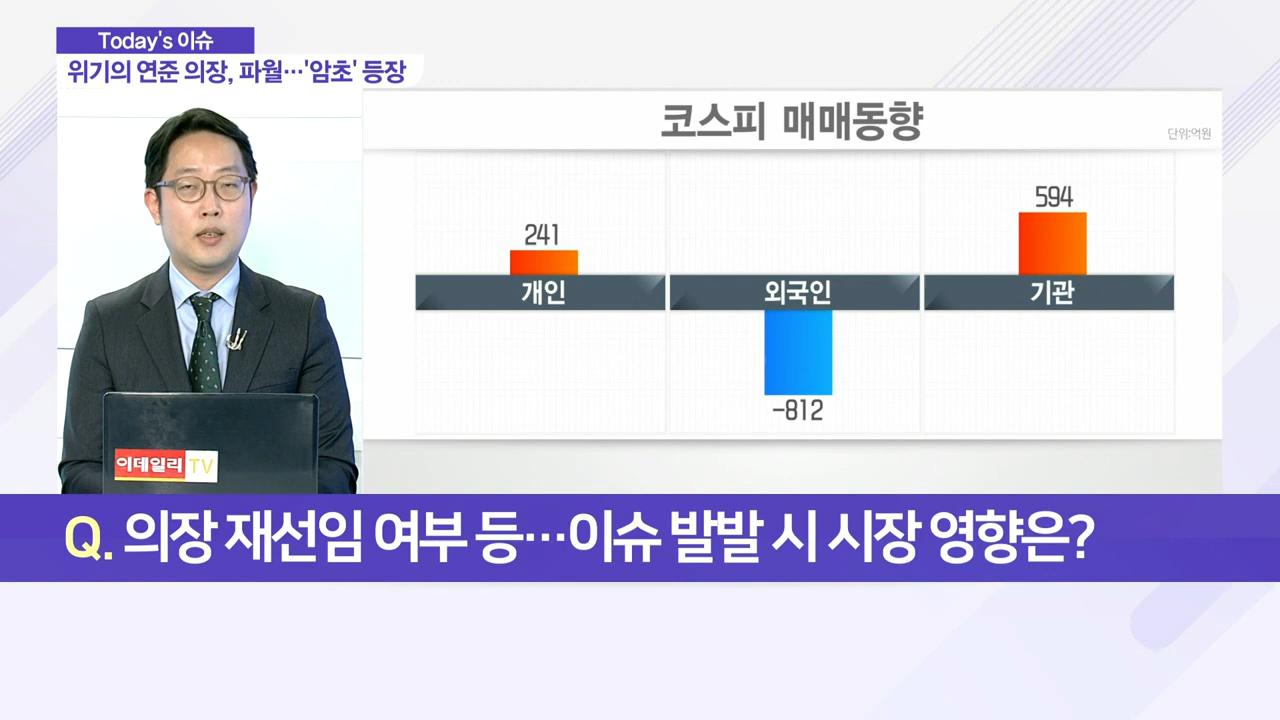 Today's 이슈
위기의 연준 의장, 파월…'암초' 등장
코스피 매매동향
단위:억원
241
594
개인
외국인
기관
-812
이데일리 TV
Q. 의장 재선임 여부 등…이슈 발발 시 시장 영향은?